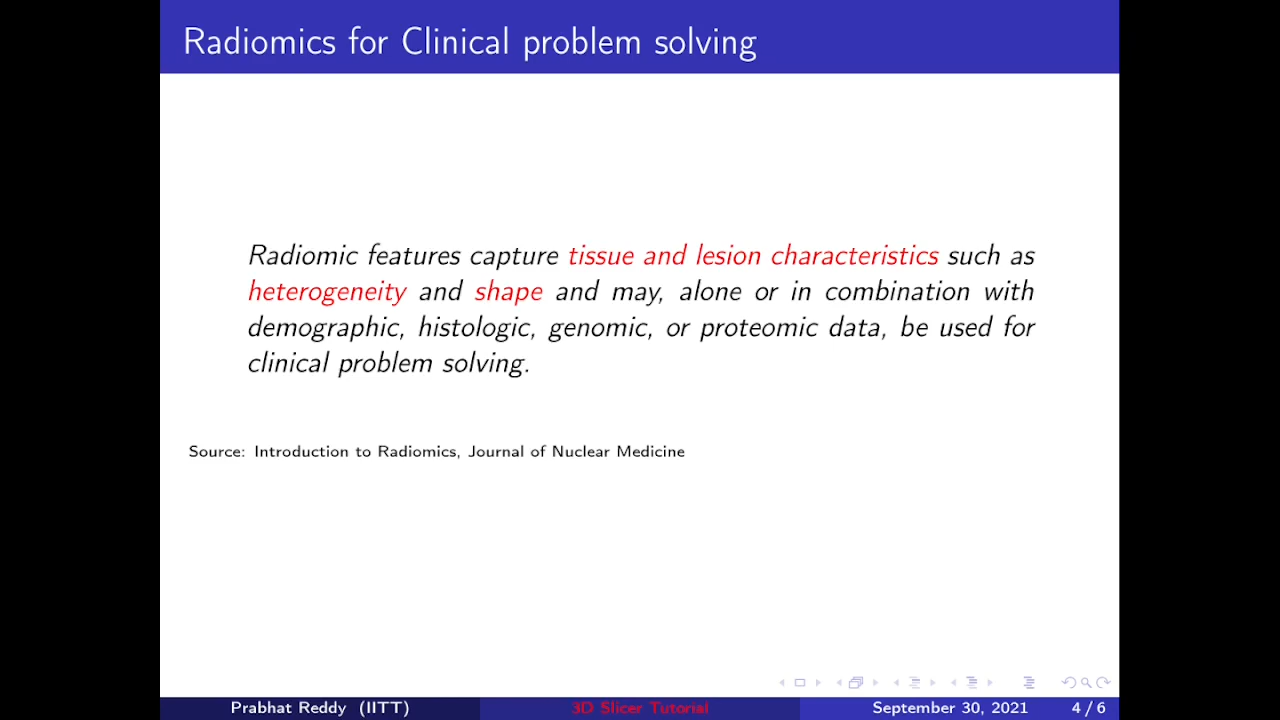 Radiomics for Clinical problem solving
Radiomic features capture tissue and lesion characteristics such as
heterogeneity and shape and may, alone or in combination with
demographic, histologic, genomic, or proteomic data, be used for
clinical problem solving.
Source: Introduction to Radiomics, Journal of Nuclear Medicine
Prabhat Reddy (IITT) 3D Slicer Tutorial September 30, 2021 4 / 6